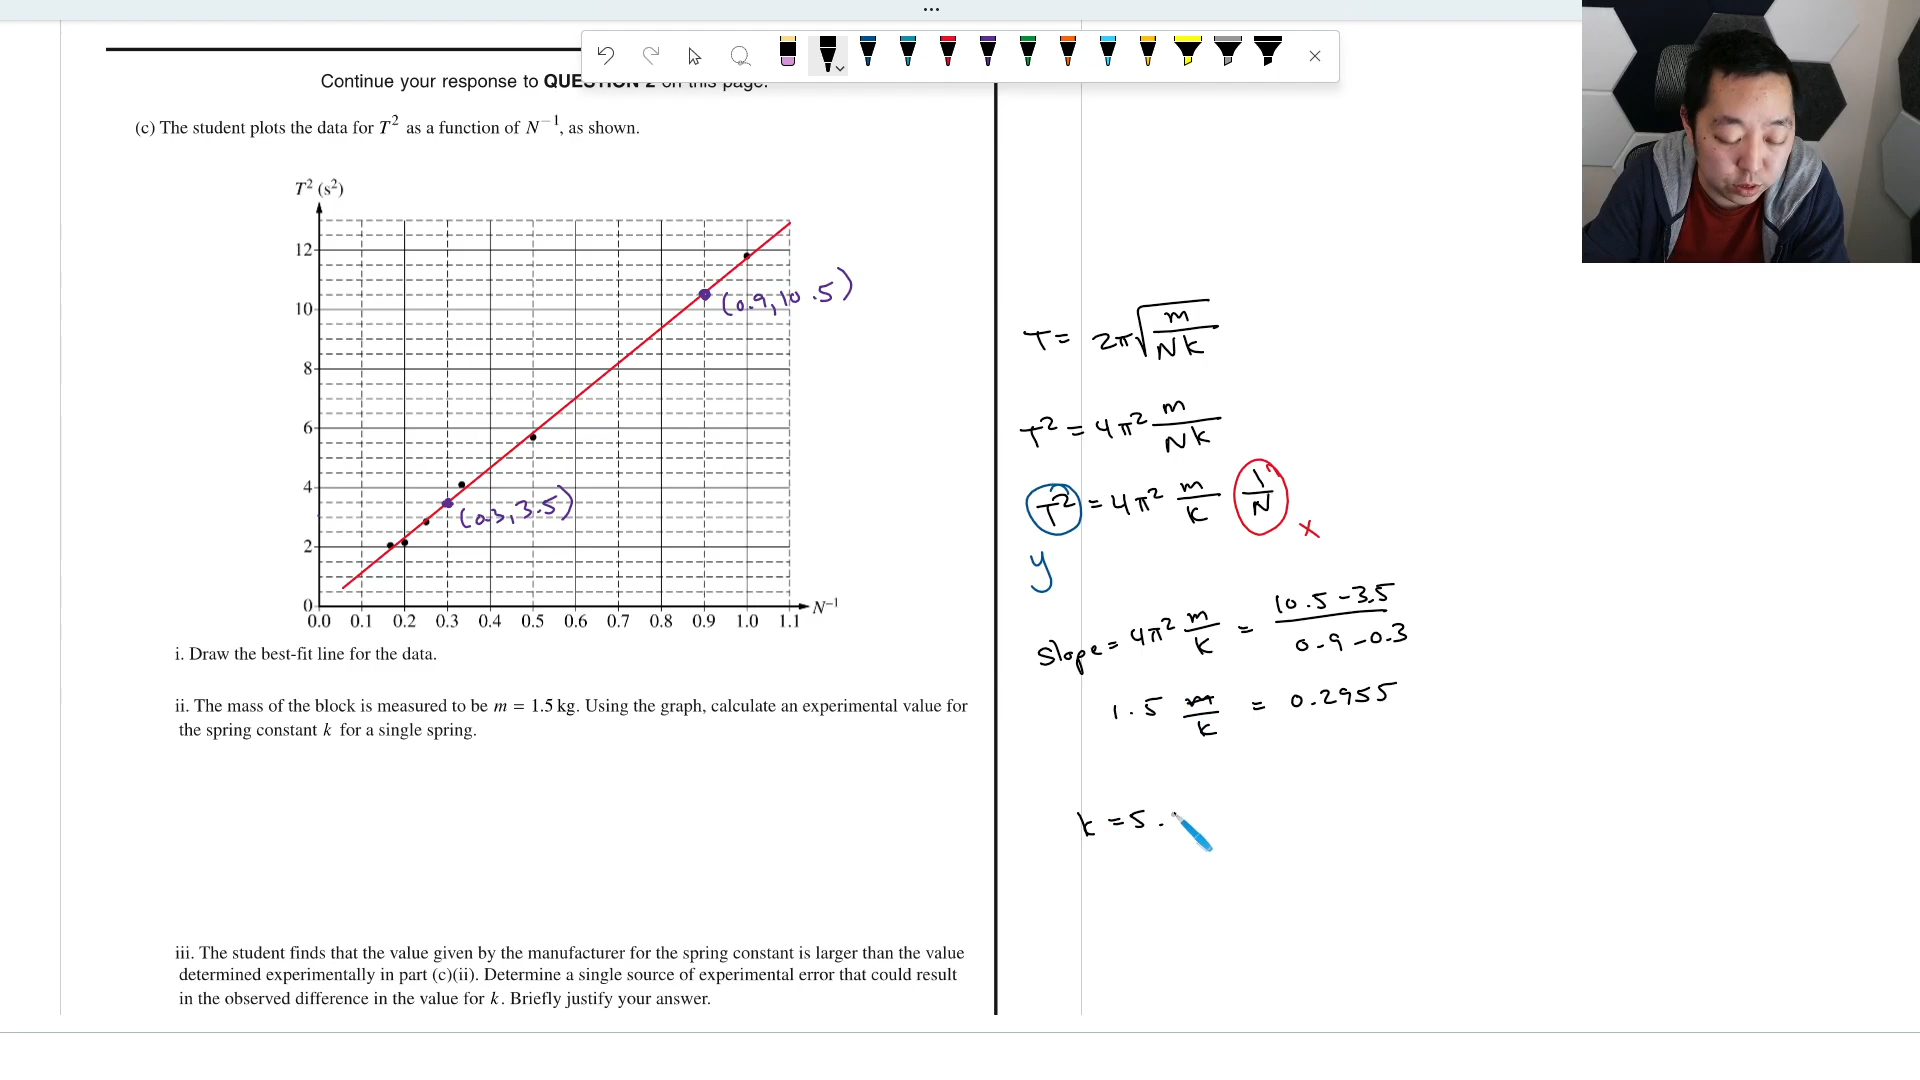 Continue your response to QUESTION 2 on this page.
(c) The student plots the data for T² as a function of N⁻¹, as shown.
T² (s²)
12
10
8
6
4
2
0
0.0 0.1 0.2 0.3 0.4 0.5 0.6 0.7 0.8 0.9 1.0 1.1
N⁻¹
(0.9, 10.5)
(0.3, 3.5)
i. Draw the best-fit line for the data.
ii. The mass of the block is measured to be m = 1.5 kg. Using the graph, calculate an experimental value for
the spring constant k for a single spring.
iii. The student finds that the value given by the manufacturer for the spring constant is larger than the value
determined experimentally in part (c)(ii). Determine a single source of experimental error that could result
in the observed difference in the value for k. Briefly justify your answer.
T = 2π√(m/Nk)
T² = 4π² m/Nk
T² = 4π² m/k 1/N
y
x
Slope = 4π² m/k = 10.5 - 3.5/0.9 - 0.3
1.5 m/k = 0.2955
k = 5.